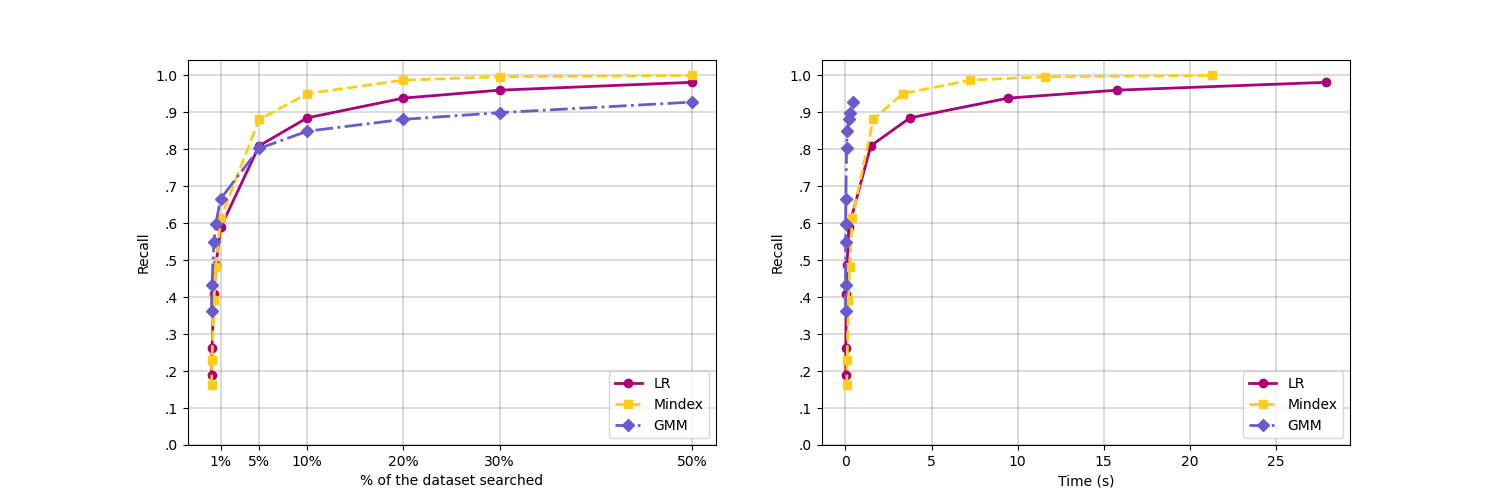 1.0
.9
.8
.7
.6
.5
.4
.3
.2
.1
.0
Recall
1% 5% 10% 20% 30% 50%
% of the dataset searched
LR
Mindex
GMM
1.0
.9
.8
.7
.6
.5
.4
.3
.2
.1
.0
Recall
0 5 10 15 20 25
Time (s)
LR
Mindex
GMM